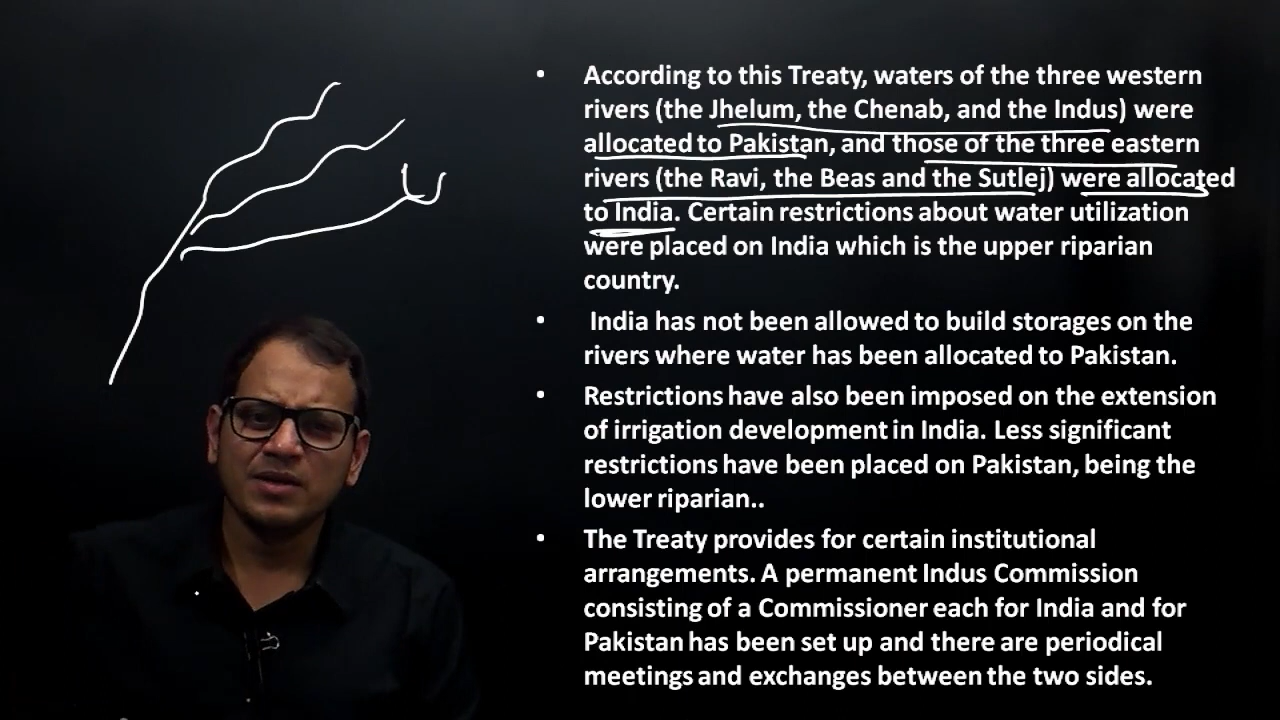 • According to this Treaty, waters of the three western
rivers (the Jhelum, the Chenab, and the Indus) were
allocated to Pakistan, and those of the three eastern
rivers (the Ravi, the Beas and the Sutlej) were allocated
to India. Certain restrictions about water utilization
were placed on India which is the upper riparian
country.
• India has not been allowed to build storages on the
rivers where water has been allocated to Pakistan.
• Restrictions have also been imposed on the extension
of irrigation development in India. Less significant
restrictions have been placed on Pakistan, being the
lower riparian..
• The Treaty provides for certain institutional
arrangements. A permanent Indus Commission
consisting of a Commissioner each for India and for
Pakistan has been set up and there are periodical
meetings and exchanges between the two sides.